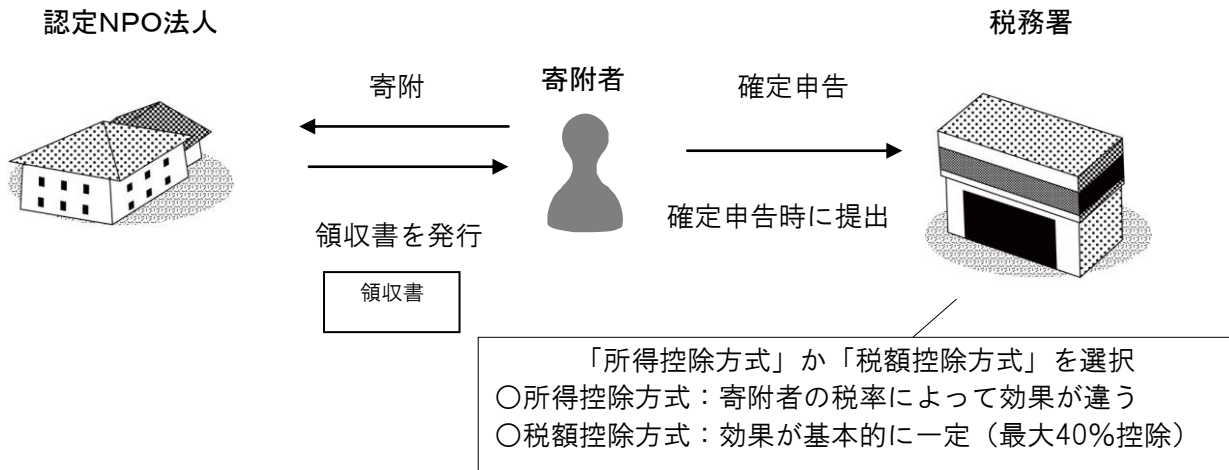 認定NPO法人
税務署
寄附者
寄附
確定申告
領収書を発行
確定申告時に提出
領収書
「所得控除方式」か「税額控除方式」を選択
〇所得控除方式：寄附者の税率によって効果が違う
〇税額控除方式：効果が基本的に一定（最大40％控除）